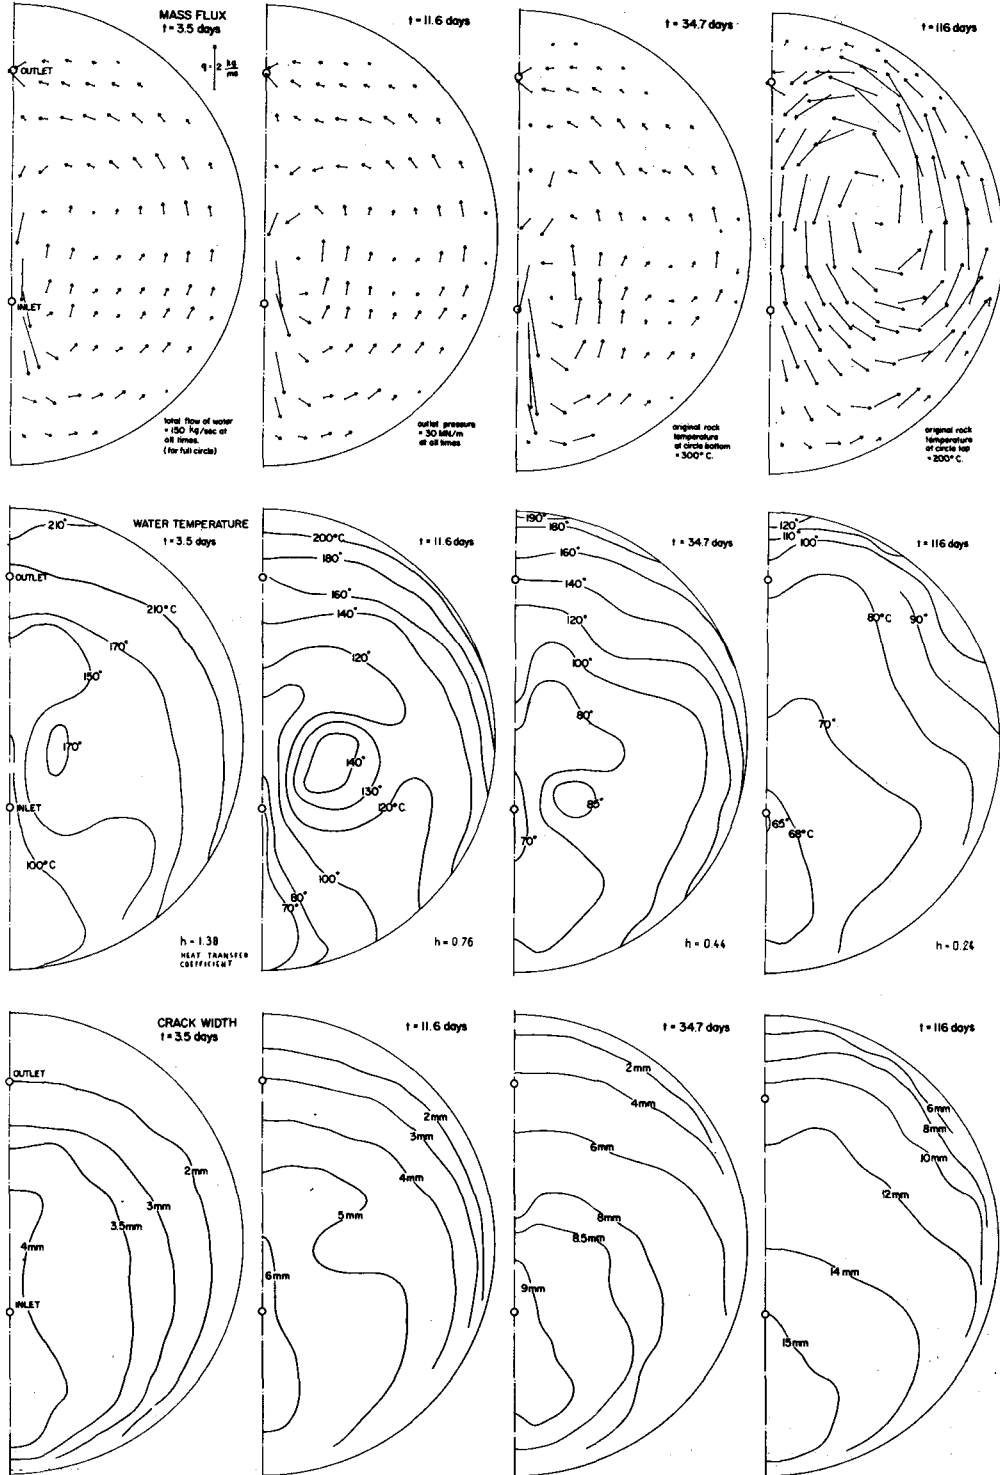 MASS FLUX
t = 3.5 days
q = 2 kg/ms
OUTLET
INLET
total flow of water
= 150 kg/sec at
all times.
(for full circle)
t = 11.6 days
outlet pressure
= 30 MN/m
at all times
t = 34.7 days
original rock
temperature
at circle bottom
= 300° C.
t = 116 days
original rock
temperature
at circle top
= 200° C.
WATER TEMPERATURE
t = 3.5 days
210°
OUTLET
210°C
170°
150°
170°
INLET
100°C
h = 1.38
HEAT TRANSFER
COEFFICIENT
t = 11.6 days
200°C
180°
160°
140°
120°
140°
130°
120°C
100°
80°
70°
h = 0.76
t = 34.7 days
190°
180°
160°
140°
120°
100°
80°
85°
70°
h = 0.44
t = 116 days
120°
110°
100°
80°C
90°
70°
65°
68°C
h = 0.24
CRACK WIDTH
t = 3.5 days
OUTLET
2mm
3mm
3.5mm
4mm
INLET
t = 11.6 days
2mm
3mm
4mm
5mm
6mm
t = 34.7 days
2mm
4mm
6mm
8mm
8.5mm
9mm
t = 116 days
6mm
8mm
10mm
12mm
14mm
15mm